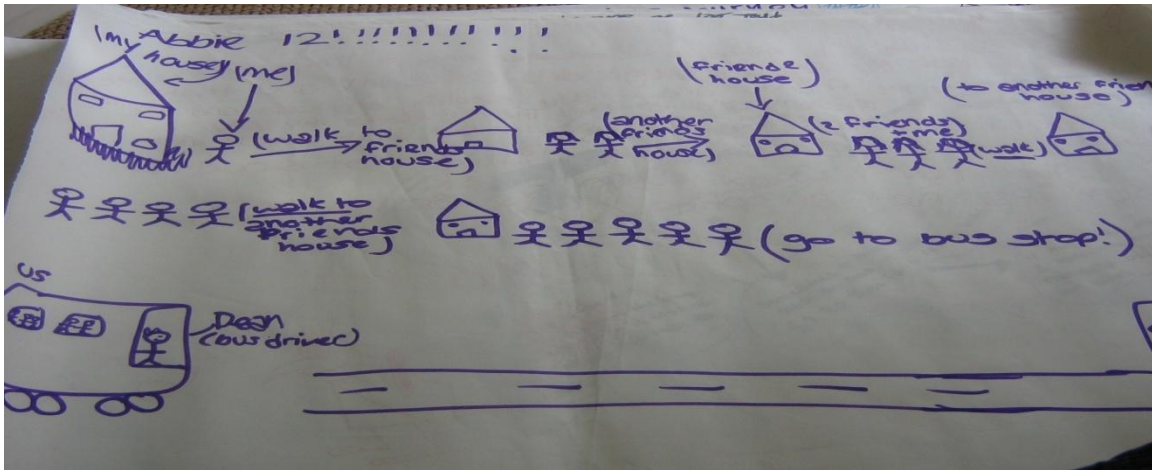 Abbie 12!!!!!!!!!!!
(my
house)
(me)
(walk to
friends
house)
(another
friends
house)
(friends
house)
(2 friends
+ me)
(walk)
(to another friend
house)
(walk to
another
friends
house)
(go to bus stop!)
us
Dean
(bus driver)